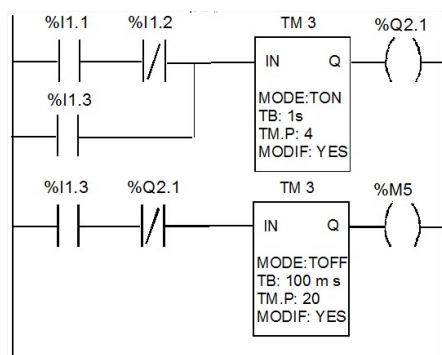 %I1.1 %I1.2 TM 3 %Q2.1
IN Q
%I1.3
MODE:TON
TB: 1s
TM.P: 4
MODIF: YES
%I1.3 %Q2.1 TM 3 %M5
IN Q
MODE:TOFF
TB: 100 m s
TM.P: 20
MODIF: YES